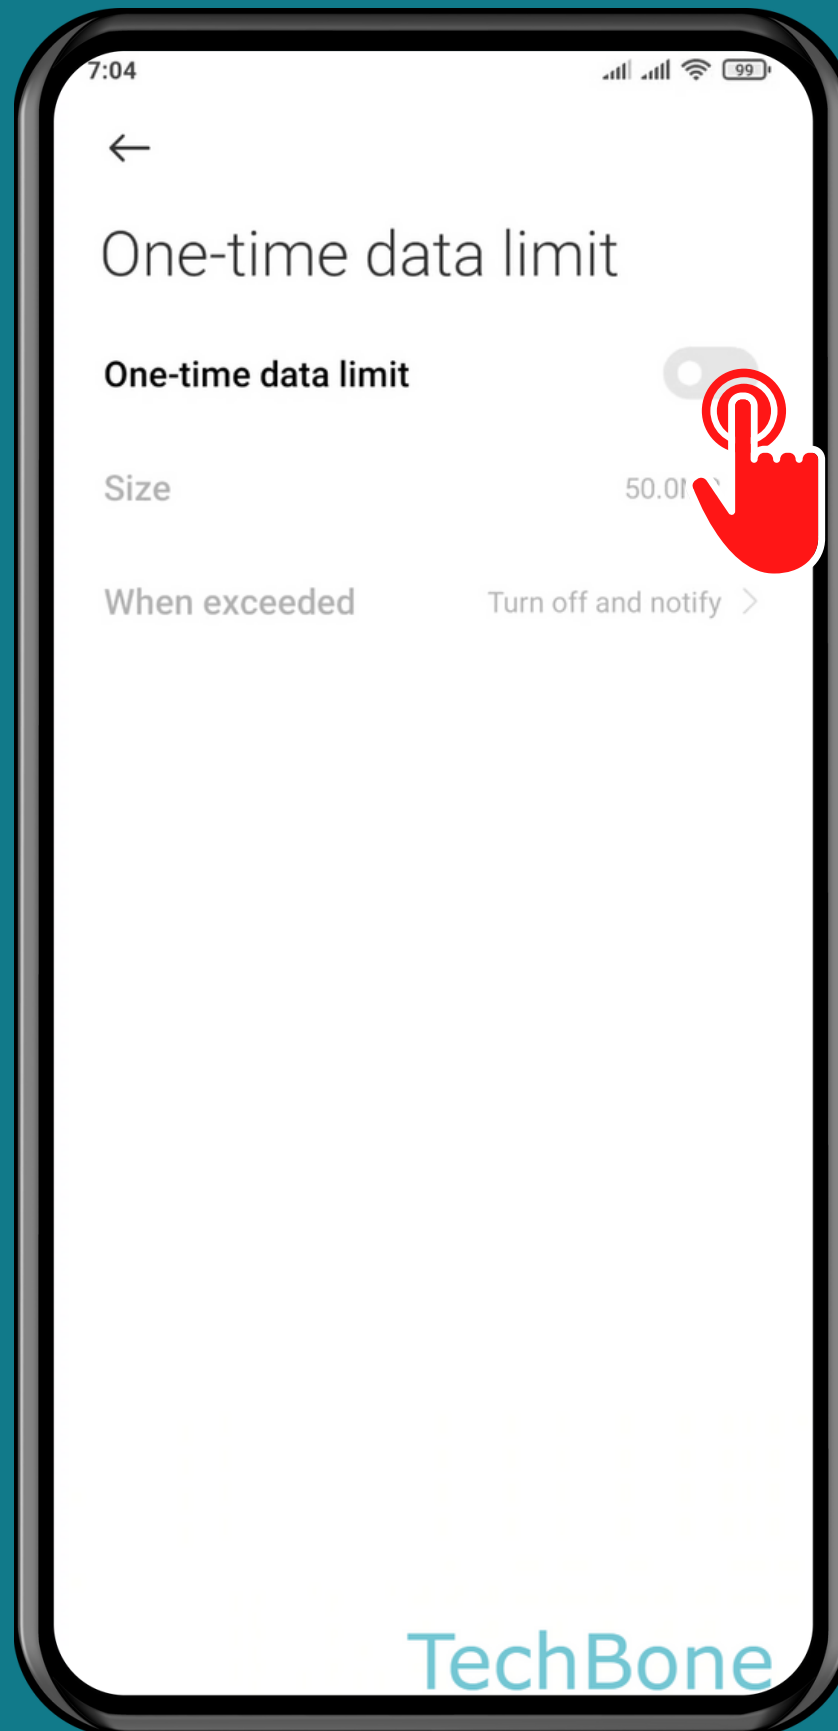 7:04
99
One-time data limit
One-time data limit
Size
When exceeded Turn off and notify
TechBone